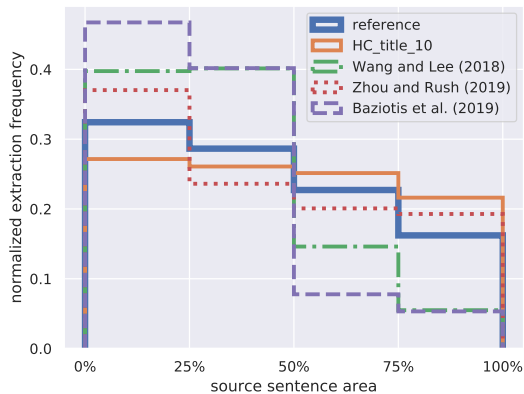 reference
HC_title_10
Wang and Lee (2018)
Zhou and Rush (2019)
Baziotis et al. (2019)
normalized extraction frequency
0.4
0.3
0.2
0.1
0.0
0%
25%
50%
75%
100%
source sentence area